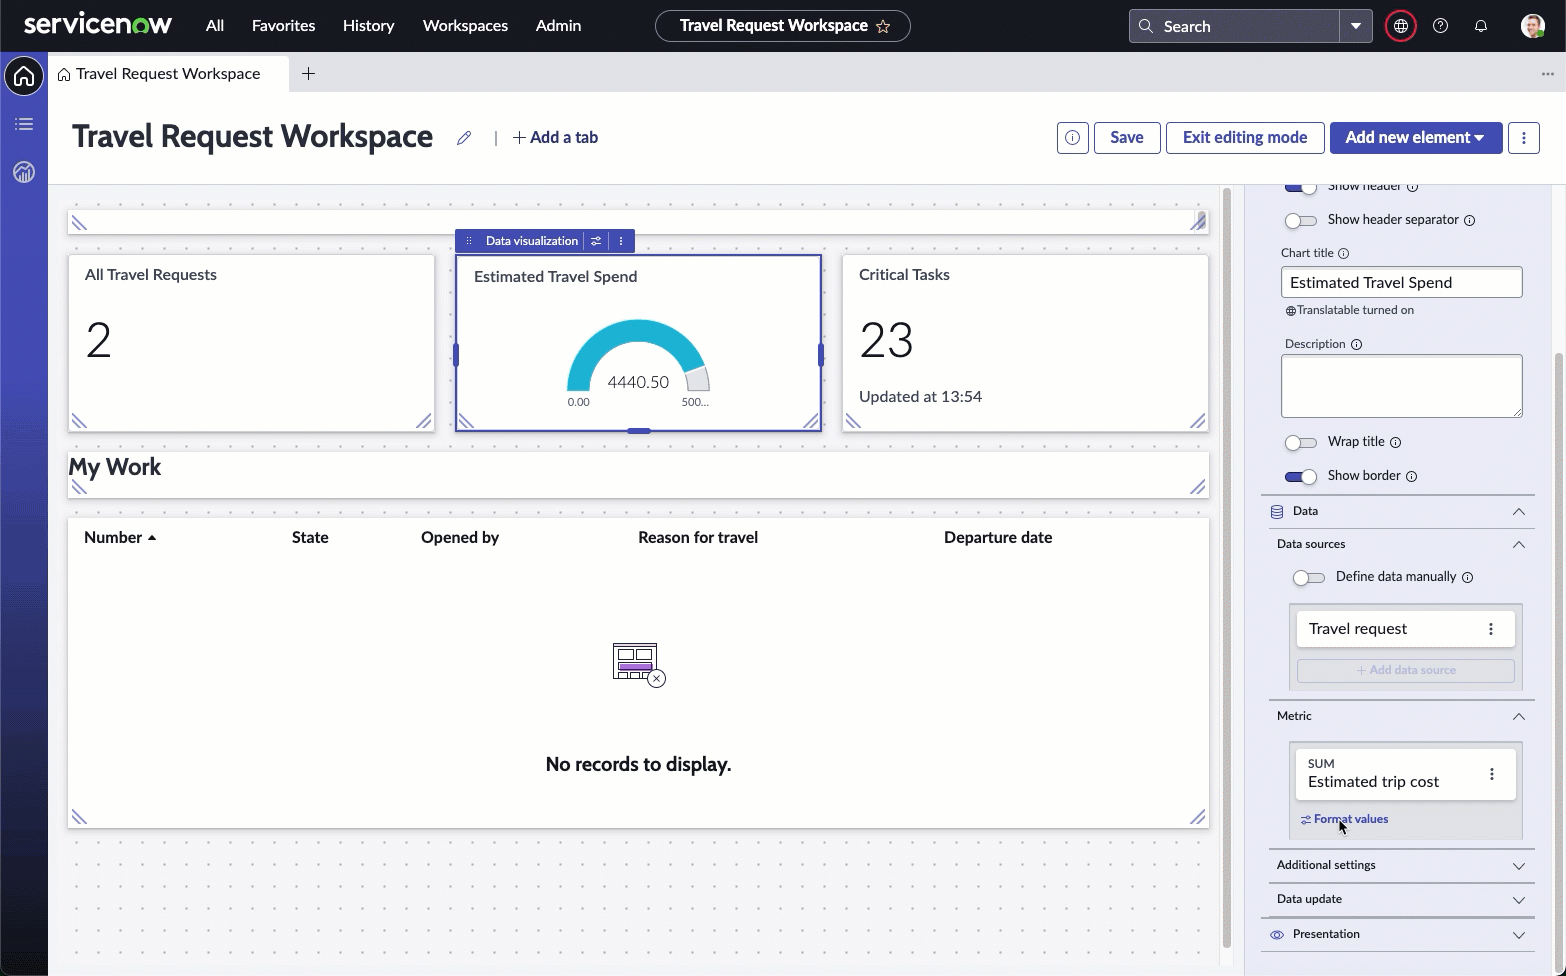 servicenow
All
Favorites
History
Workspaces
Admin
Travel Request Workspace
Search
Travel Request Workspace
Travel Request Workspace
Add a tab
Save
Exit editing mode
Add new element
Data visualization
All Travel Requests
2
Estimated Travel Spend
4440.50
0.00
500...
Critical Tasks
23
Updated at 13:54
My Work
Number
State
Opened by
Reason for travel
Departure date
No records to display.
Show header
Show header separator
Chart title
Estimated Travel Spend
Translatable turned on
Description
Wrap title
Show border
Data
Data sources
Define data manually
Travel request
+ Add data source
Metric
SUM
Estimated trip cost
Format values
Additional settings
Data update
Presentation